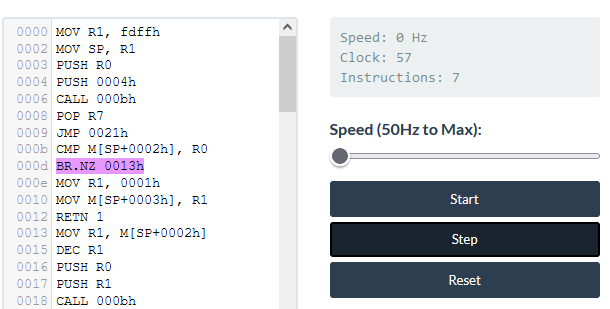 0000 MOV R1, fdffh
0002 MOV SP, R1
0003 PUSH R0
0004 PUSH 0004h
0006 CALL 000bh
0008 POP R7
0009 JMP 0021h
000b CMP M[SP+0002h], R0
000d BR.NZ 0013h
000e MOV R1, 0001h
0010 MOV M[SP+0003h], R1
0012 RETN 1
0013 MOV R1, M[SP+0002h]
0015 DEC R1
0016 PUSH R0
0017 PUSH R1
0018 CALL 000bh
Speed: 0 Hz
Clock: 57
Instructions: 7
Speed (50Hz to Max):
Start
Step
Reset